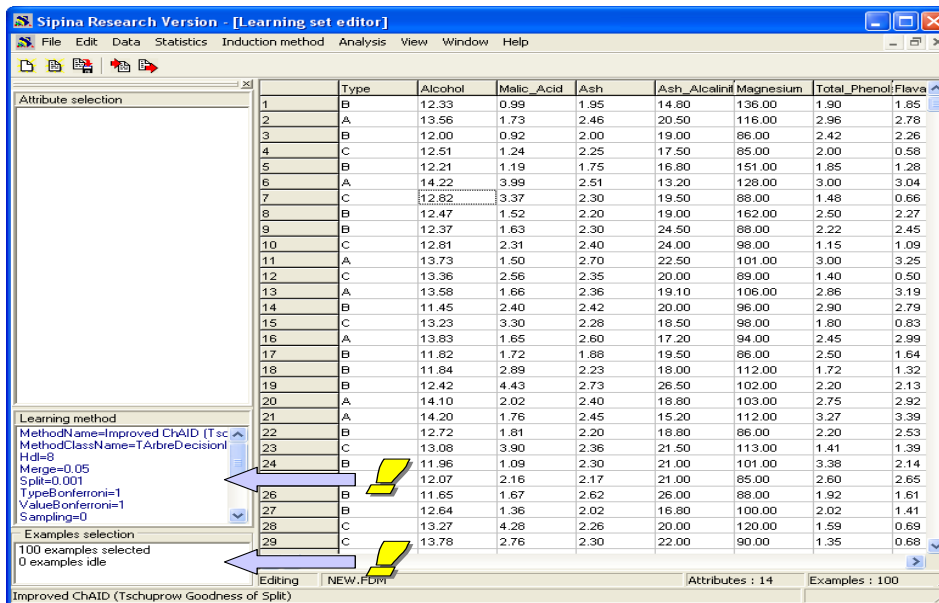 Sipina Research Version - [Learning set editor]
File Edit Data Statistics Induction method Analysis View Window Help
Attribute selection
Type Alcohol Malic_Acid Ash Ash_Alcalinit Magnesium Total_Phenols Flava
1 B 12.33 0.99 1.95 14.80 136.00 1.90 1.85
2 A 13.56 1.73 2.46 20.50 116.00 2.96 2.78
3 B 12.00 0.92 2.00 19.00 86.00 2.42 2.26
4 C 12.51 1.24 2.25 17.50 85.00 2.00 0.58
5 B 12.21 1.19 1.75 16.80 151.00 1.85 1.28
6 A 14.22 3.99 2.51 13.20 128.00 3.00 3.04
7 C 12.82 3.37 2.30 19.50 88.00 1.48 0.66
8 B 12.47 1.52 2.20 19.00 162.00 2.50 2.27
9 B 12.37 1.63 2.30 24.50 88.00 2.22 2.45
10 C 12.81 2.31 2.40 24.00 98.00 1.15 1.09
11 A 13.73 1.50 2.70 22.50 101.00 3.00 3.25
12 C 13.36 2.56 2.35 20.00 89.00 1.40 0.50
13 A 13.58 1.66 2.36 19.10 106.00 2.86 3.19
14 B 11.45 2.40 2.42 20.00 96.00 2.90 2.79
15 C 13.23 3.30 2.28 18.50 98.00 1.80 0.83
16 A 13.83 1.65 2.60 17.20 94.00 2.45 2.99
17 B 11.82 1.72 1.88 19.50 86.00 2.50 1.64
18 B 11.84 2.89 2.23 18.00 112.00 1.72 1.32
19 B 12.42 4.43 2.73 26.50 102.00 2.20 2.13
20 A 14.10 2.02 2.40 18.80 103.00 2.75 2.92
21 A 14.20 1.76 2.45 15.20 112.00 3.27 3.39
22 B 12.72 1.81 2.20 18.80 86.00 2.20 2.53
23 C 13.08 3.90 2.36 21.50 113.00 1.41 1.39
24 B 11.96 1.09 2.30 21.00 101.00 3.38 2.14
12.07 2.16 2.17 21.00 85.00 2.60 2.65
26 B 11.65 1.67 2.62 26.00 88.00 1.92 1.61
27 B 12.64 1.36 2.02 16.80 100.00 2.02 1.41
28 C 13.27 4.28 2.26 20.00 120.00 1.59 0.69
29 C 13.78 2.76 2.30 22.00 90.00 1.35 0.68
Learning method
MethodName=Improved ChAID (Tsc
MethodClassName=TArbreDecisionI
Hdl=8
Merge=0.05
Split=0.001
TypeBonferroni=1
ValueBonferroni=1
Sampling=0
Examples selection
100 examples selected
0 examples idle
Editing NEW.FDM Attributes : 14 Examples : 100
Improved ChAID (Tschuprow Goodness of Split)